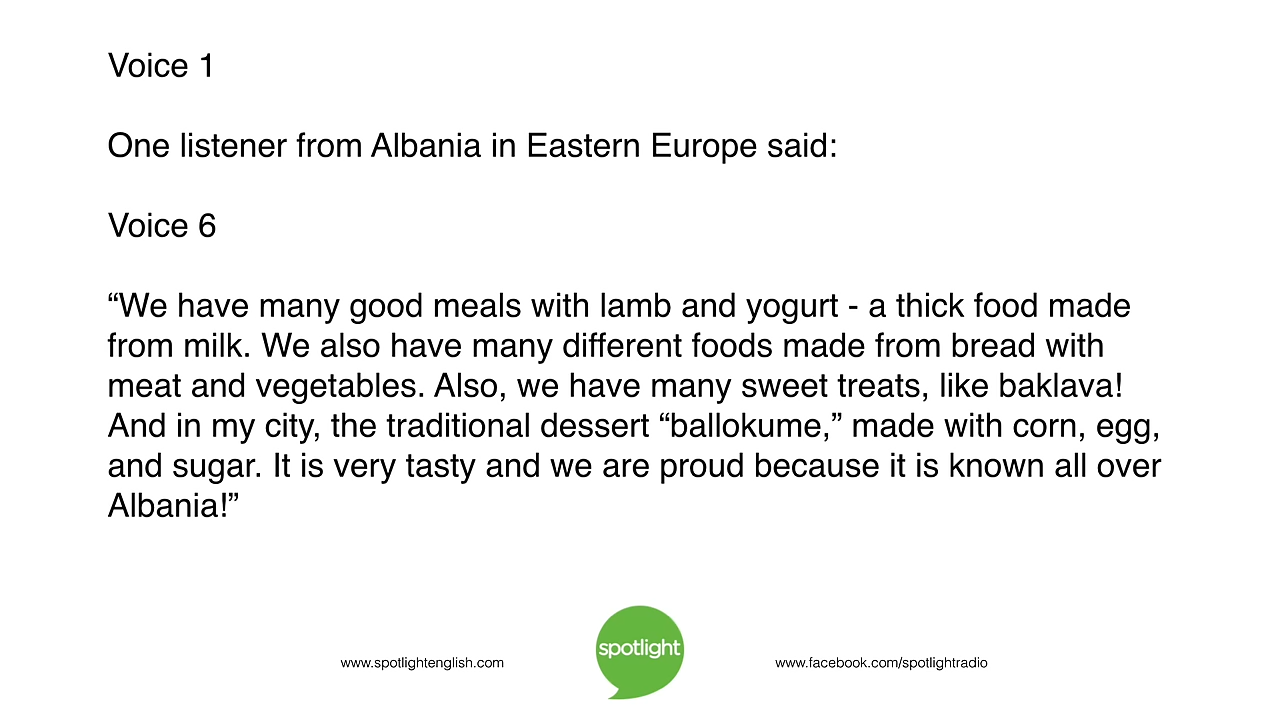 Voice 1
One listener from Albania in Eastern Europe said:
Voice 6
“We have many good meals with lamb and yogurt - a thick food made
from milk. We also have many different foods made from bread with
meat and vegetables. Also, we have many sweet treats, like baklava!
And in my city, the traditional dessert “ballokume,” made with corn, egg,
and sugar. It is very tasty and we are proud because it is known all over
Albania!”
www.spotlightenglish.com
spotlight
www.facebook.com/spotlightradio